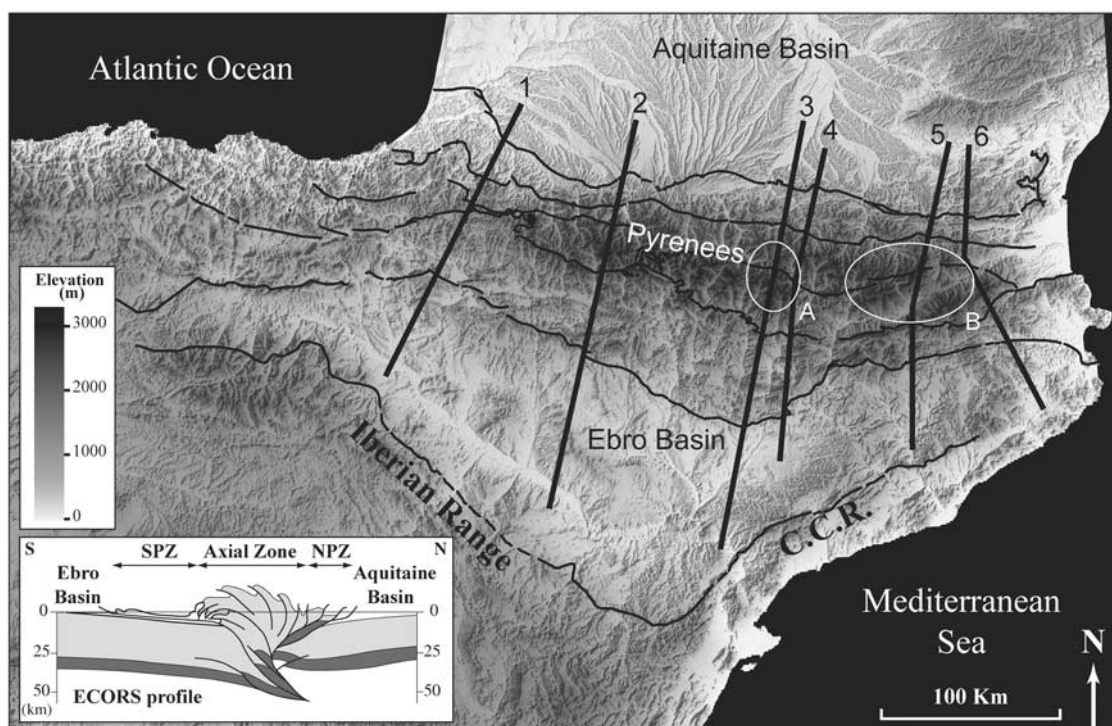 Atlantic Ocean
Aquitaine Basin
1
2
3
4
5
6
Pyrenees
A
B
Ebro Basin
Iberian Range
C.C.R.
Mediterranean
Sea
N
100 Km
Elevation
(m)
3000
2000
1000
0
S
SPZ
Axial Zone
NPZ
N
Ebro
Basin
Aquitaine
Basin
0
0
25
25
50
50
(km)
ECORS profile